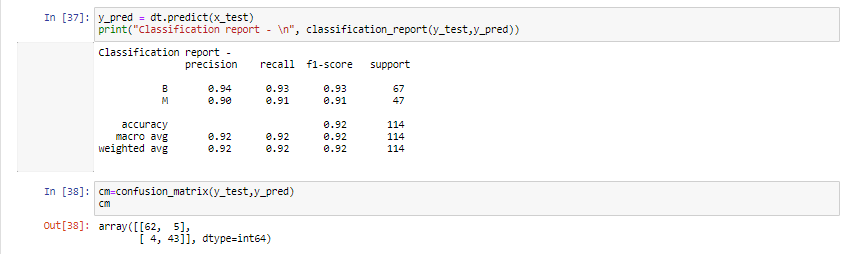 In [37]: y_pred = dt.predict(x_test)
print("Classification report - \n", classification_report(y_test,y_pred))
Classification report -
precision recall f1-score support
B 0.94 0.93 0.93 67
M 0.90 0.91 0.91 47
accuracy 0.92 114
macro avg 0.92 0.92 0.92 114
weighted avg 0.92 0.92 0.92 114
In [38]: cm=confusion_matrix(y_test,y_pred)
cm
Out[38]: array([[62, 5],
[ 4, 43]], dtype=int64)